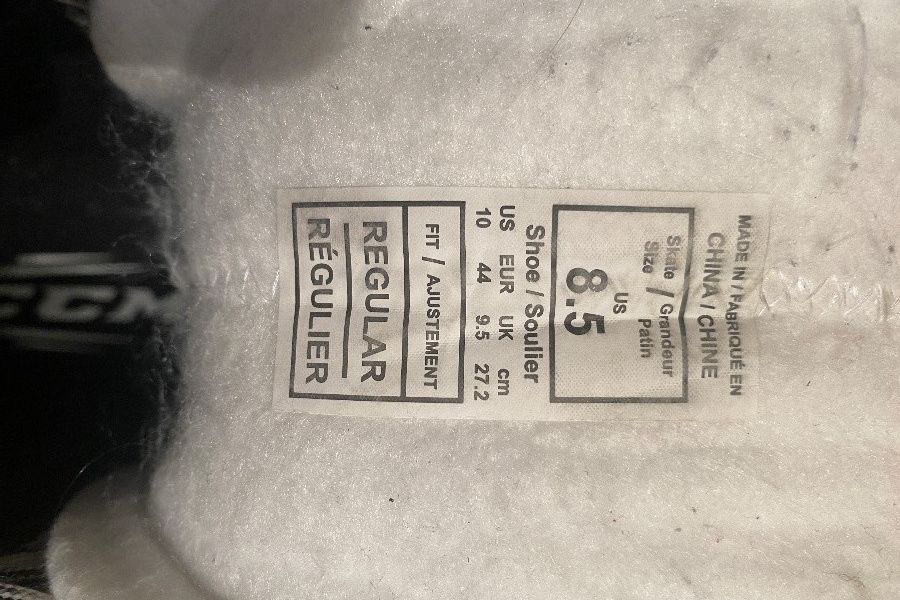 MADE IN / FABRIQUÉ EN
CHINA / CHINE
Skate / Grandeur
Size Patin
US
8.5
Shoe / Soulier
US EUR UK cm
10 44 9.5 27.2
FIT / AJUSTEMENT
REGULAR
RÉGULIER
CCM